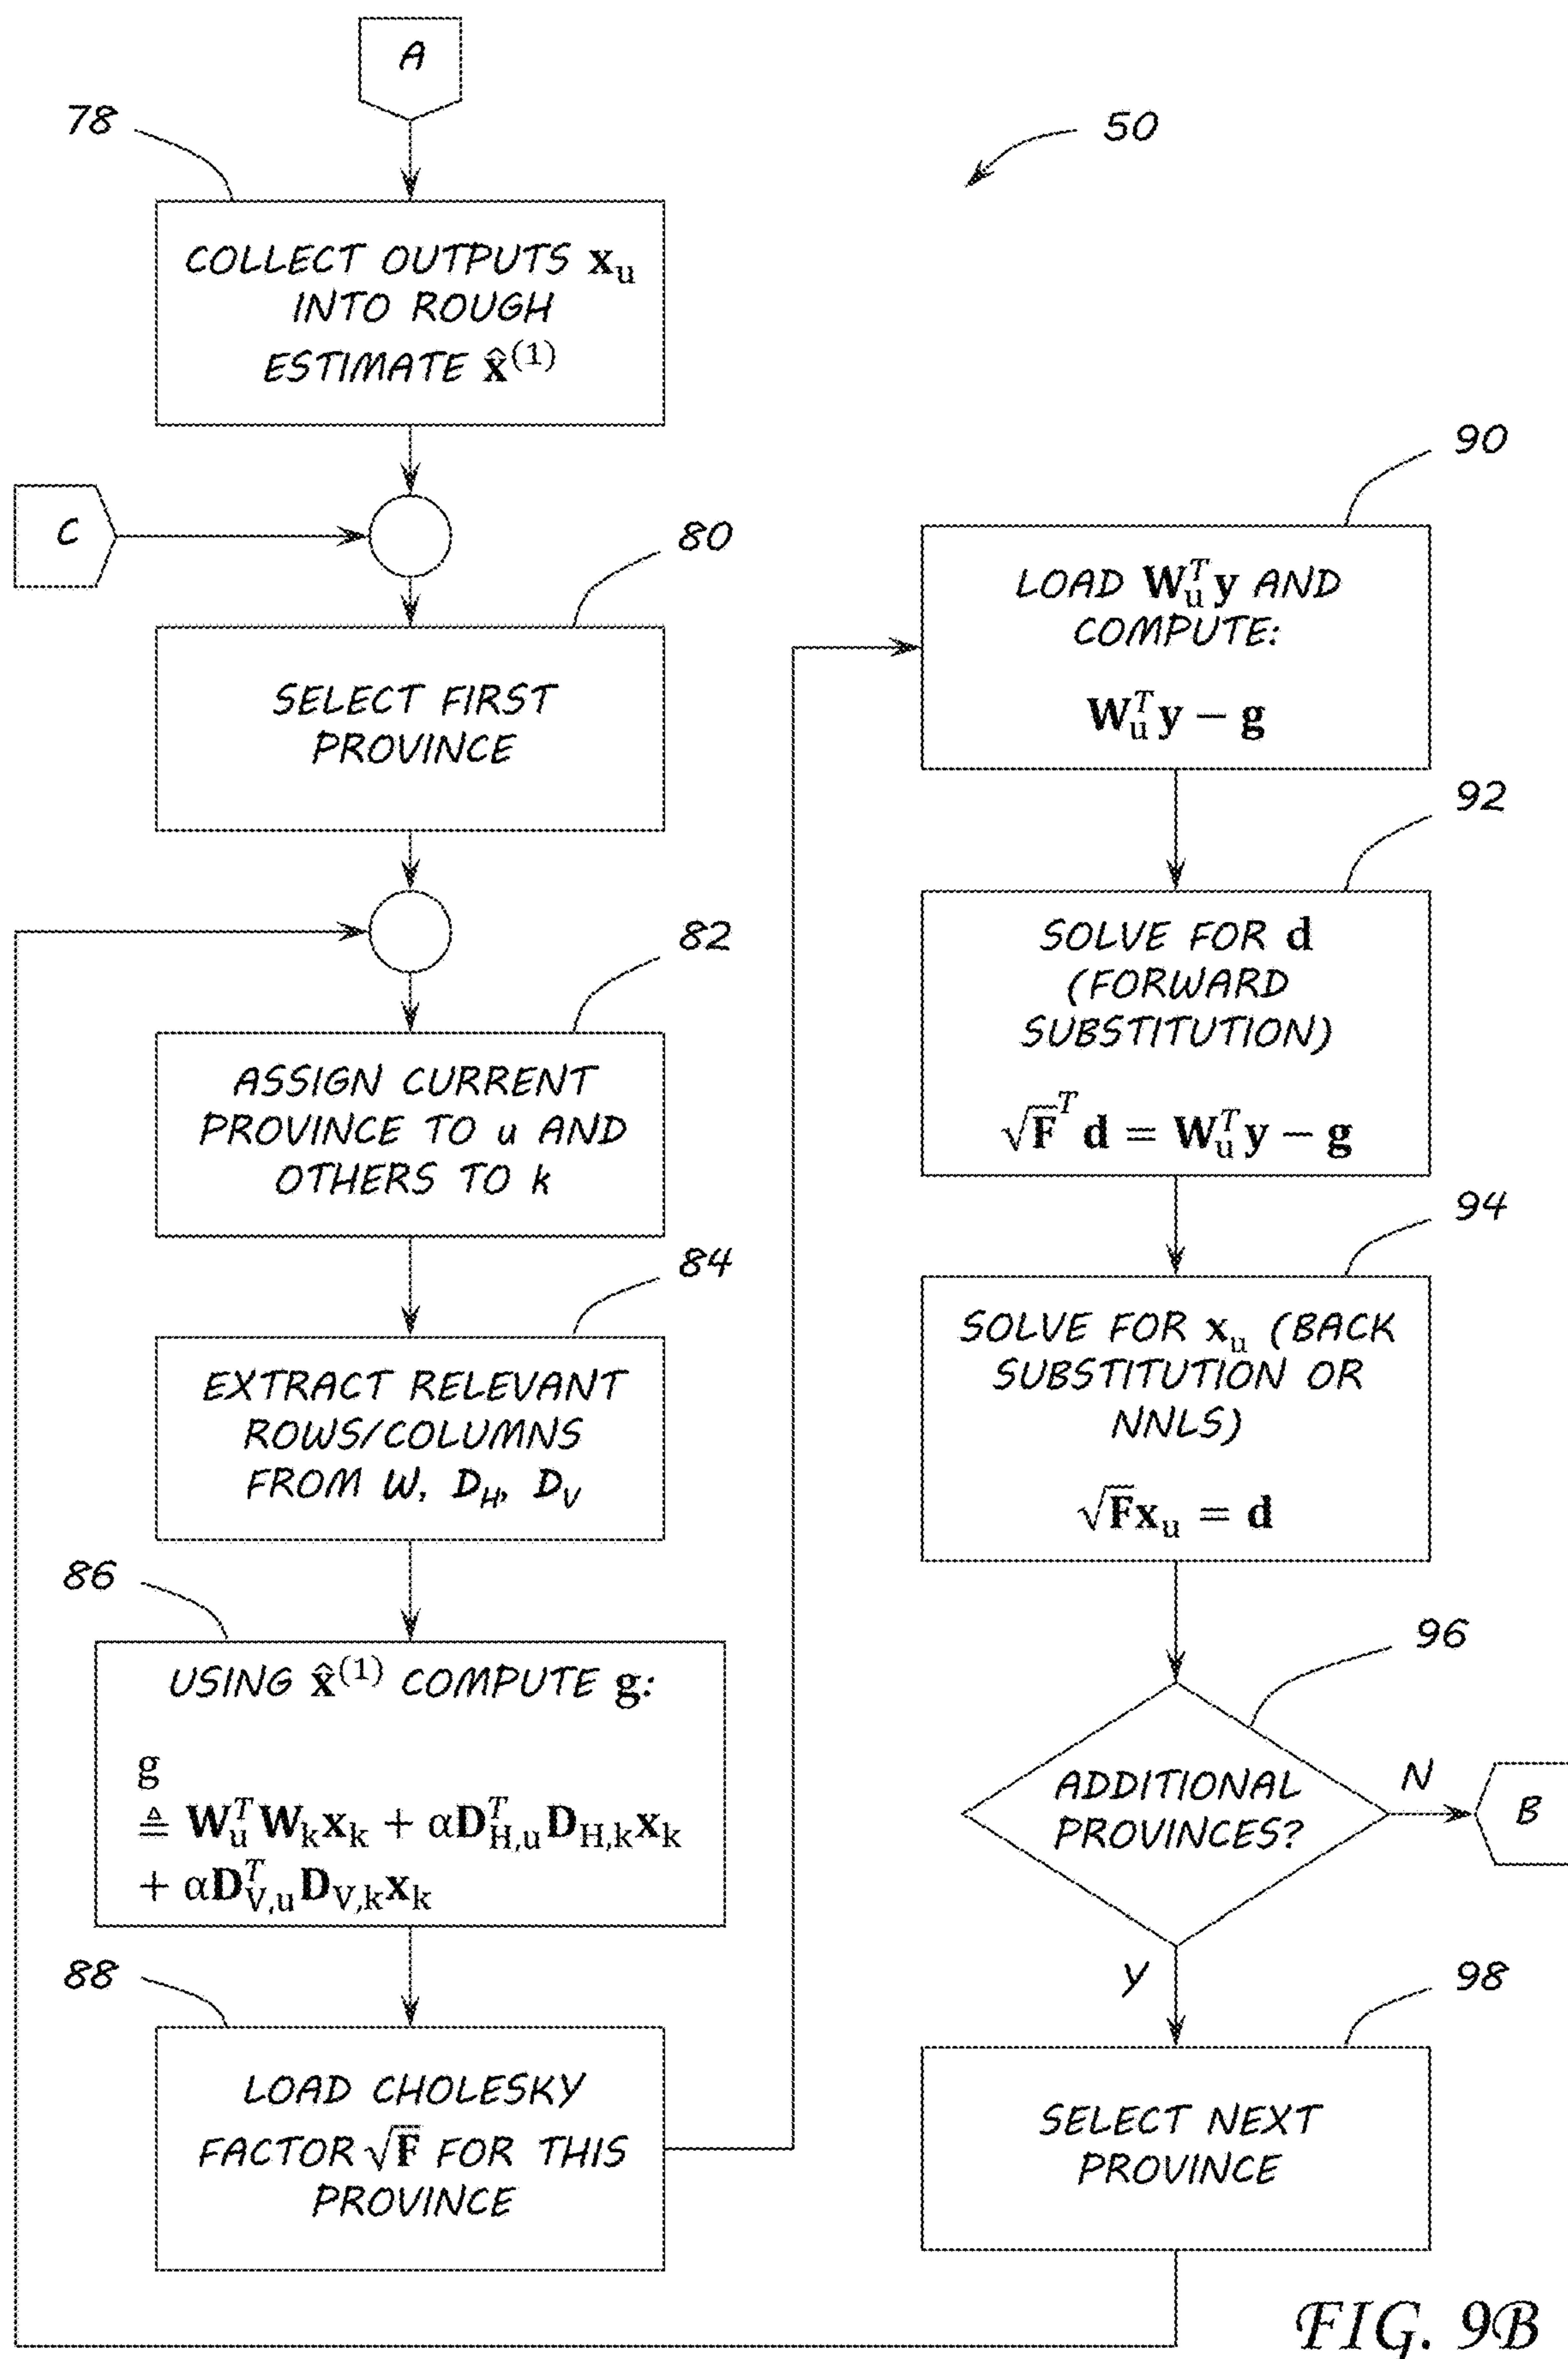 A
78
50
COLLECT OUTPUTS x_u
INTO ROUGH
ESTIMATE x̂^(1)
C
80
SELECT FIRST
PROVINCE
82
ASSIGN CURRENT
PROVINCE TO u AND
OTHERS TO k
84
EXTRACT RELEVANT
ROWS/COLUMNS
FROM W, D_H, D_V
86
USING x̂^(1) COMPUTE g:
g
≜ W_u^T W_k x_k + αD_H,u^T D_H,k x_k
+ αD_V,u^T D_V,k x_k
88
LOAD CHOLESKY
FACTOR √F FOR THIS
PROVINCE
90
LOAD W_u^T y AND
COMPUTE:
W_u^T y − g
92
SOLVE FOR d
(FORWARD
SUBSTITUTION)
√F^T d = W_u^T y − g
94
SOLVE FOR x_u (BACK
SUBSTITUTION OR
NNLS)
√F x_u = d
96
ADDITIONAL
PROVINCES?
N
B
Y
98
SELECT NEXT
PROVINCE
FIG. 9B